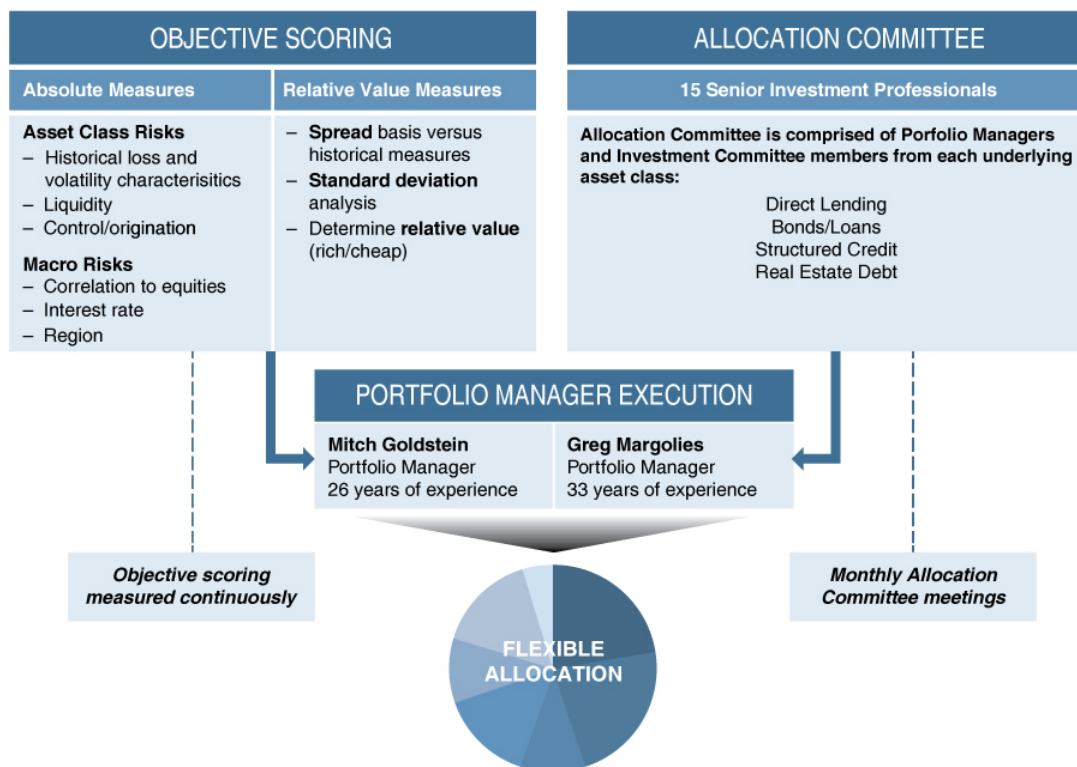 OBJECTIVE SCORING
Absolute Measures
Asset Class Risks
– Historical loss and
volatility characterisitics
– Liquidity
– Control/origination
Macro Risks
– Correlation to equities
– Interest rate
– Region
Relative Value Measures
– Spread basis versus
historical measures
– Standard deviation
analysis
– Determine relative value
(rich/cheap)
ALLOCATION COMMITTEE
15 Senior Investment Professionals
Allocation Committee is comprised of Porfolio Managers
and Investment Committee members from each underlying
asset class:
Direct Lending
Bonds/Loans
Structured Credit
Real Estate Debt
PORTFOLIO MANAGER EXECUTION
Mitch Goldstein
Portfolio Manager
26 years of experience
Greg Margolies
Portfolio Manager
33 years of experience
Objective scoring
measured continuously
Monthly Allocation
Committee meetings
FLEXIBLE
ALLOCATION